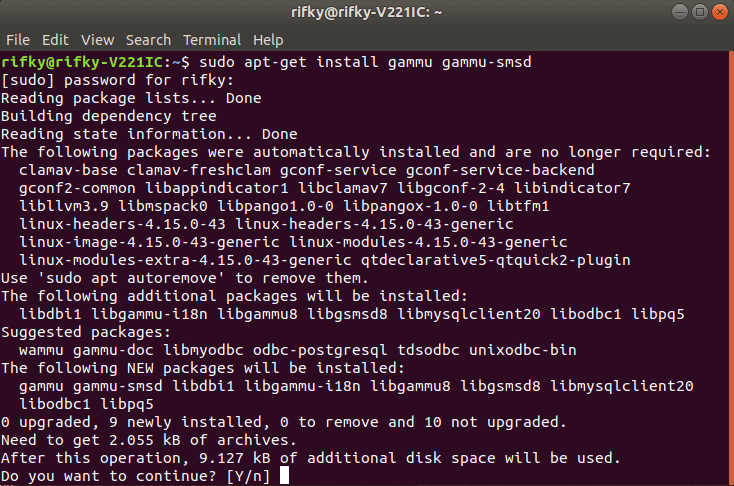 rifky@rifky-V221IC: ~
File Edit View Search Terminal Help
rifky@rifky-V221IC:~$ sudo apt-get install gammu gammu-smsd
[sudo] password for rifky:
Reading package lists... Done
Building dependency tree
Reading state information... Done
The following packages were automatically installed and are no longer required:
  clamav-base clamav-freshclam gconf-service gconf-service-backend
  gconf2-common libappindicator1 libclamav7 libgconf-2-4 libindicator7
  libllvm3.9 libmspack0 libpango1.0-0 libpangox-1.0-0 libtfm1
  linux-headers-4.15.0-43 linux-headers-4.15.0-43-generic
  linux-image-4.15.0-43-generic linux-modules-4.15.0-43-generic
  linux-modules-extra-4.15.0-43-generic qtdeclarative5-qtquick2-plugin
Use 'sudo apt autoremove' to remove them.
The following additional packages will be installed:
  libdbi1 libgammu-i18n libgammu8 libgsmsd8 libmysqlclient20 libodbc1 libpq5
Suggested packages:
  wammu gammu-doc libmyodbc odbc-postgresql tdsodbc unixodbc-bin
The following NEW packages will be installed:
  gammu gammu-smsd libdbi1 libgammu-i18n libgammu8 libgsmsd8 libmysqlclient20
  libodbc1 libpq5
0 upgraded, 9 newly installed, 0 to remove and 10 not upgraded.
Need to get 2.055 kB of archives.
After this operation, 9.127 kB of additional disk space will be used.
Do you want to continue? [Y/n]